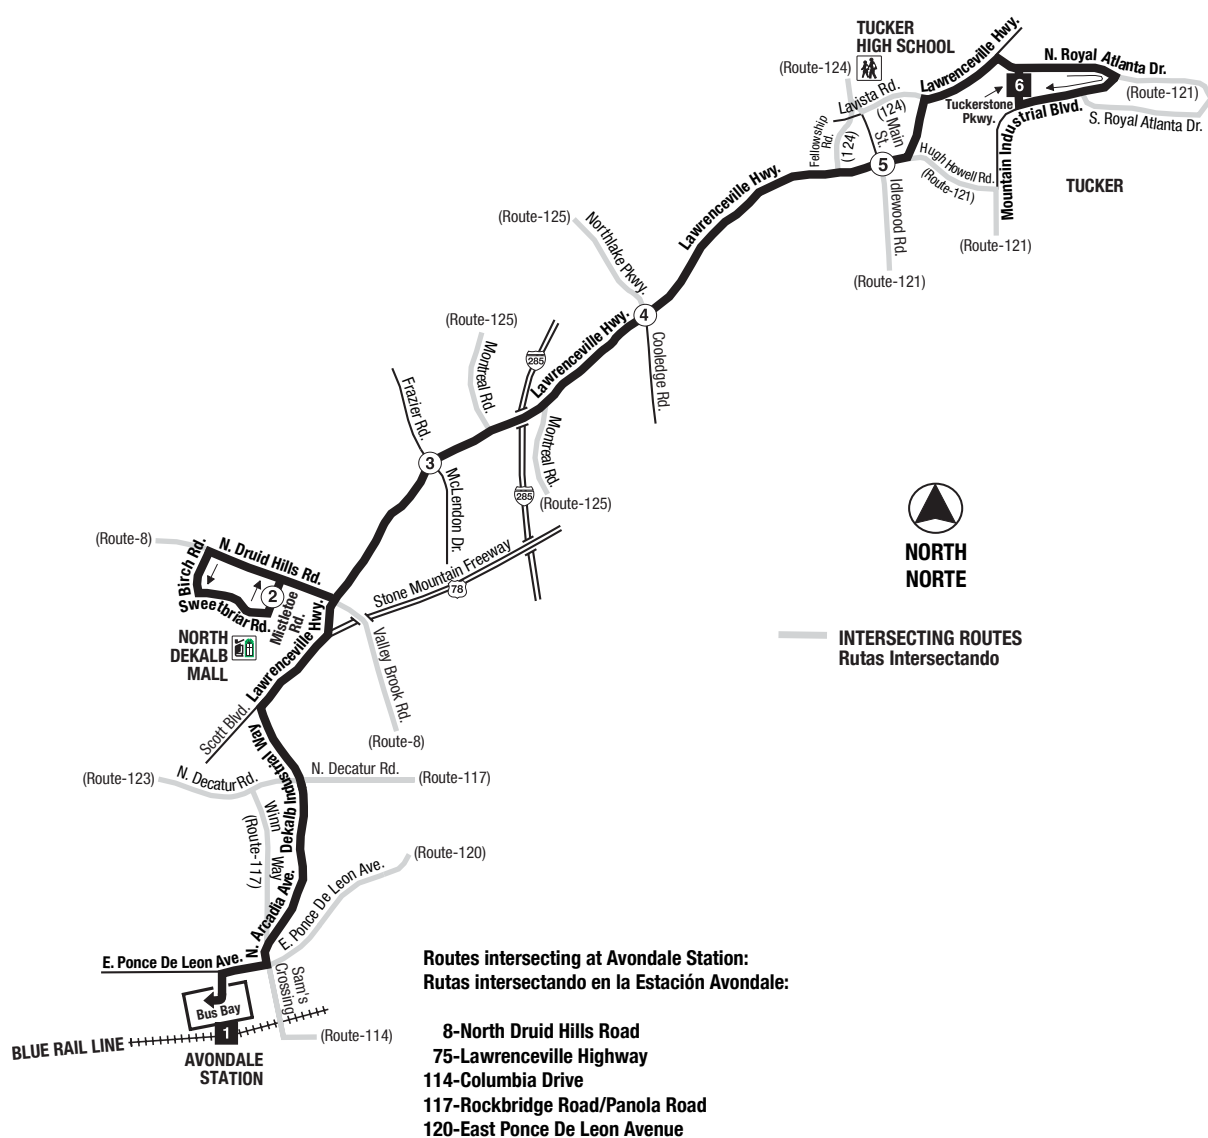 TUCKER
HIGH SCHOOL
(Route-124)
Lavista Rd.
(124)
Lawrenceville Hwy.
N. Royal Atlanta Dr.
6
(Route-121)
Tuckerstone
Pkwy.
Mountain Industrial Blvd.
S. Royal Atlanta Dr.
Fellowship
Rd.
(124)
Main
St.
5
Hugh Howell Rd.
(Route-121)
TUCKER
Idlewood Rd.
(Route-121)
(Route-121)
Lawrenceville Hwy.
(Route-125)
Northlake Pkwy.
4
Cooledge Rd.
Lawrenceville Hwy.
(Route-125)
Montreal Rd.
285
Frazier Rd.
3
McLendon Dr.
Montreal Rd.
285
(Route-125)
NORTH
NORTE
(Route-8)
N. Druid Hills Rd.
Birch Rd.
Sweetbriar Rd.
2
Mistletoe
Rd.
Stone Mountain Freeway
78
NORTH
DEKALB
MALL
Lawrenceville Hwy.
Valley Brook Rd.
(Route-8)
INTERSECTING ROUTES
Rutas Intersectando
Scott Blvd.
Dekalb Industrial Way
(Route-123)
N. Decatur Rd.
N. Decatur Rd.
(Route-117)
Winn
Way
(Route-117)
N. Arcadia Ave.
E. Ponce De Leon Ave.
(Route-120)
E. Ponce De Leon Ave.
Sam's
Crossing
Bus Bay
1
BLUE RAIL LINE
AVONDALE
STATION
(Route-114)
Routes intersecting at Avondale Station:
Rutas intersectando en la Estación Avondale:
8-North Druid Hills Road
75-Lawrenceville Highway
114-Columbia Drive
117-Rockbridge Road/Panola Road
120-East Ponce De Leon Avenue